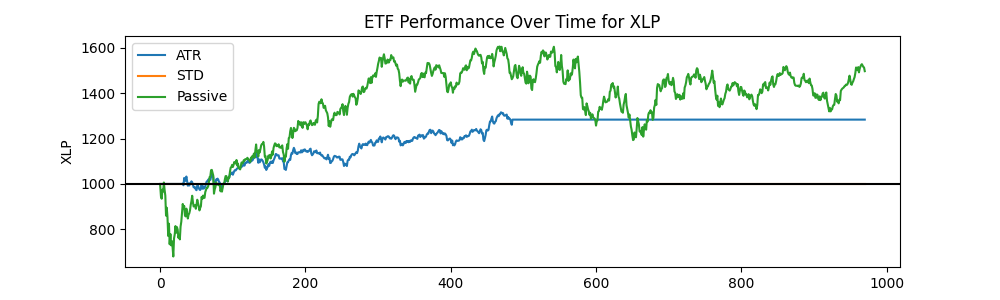 ETF Performance Over Time for XLP
ATR
STD
Passive
XLP
1600
1400
1200
1000
800
0 200 400 600 800 1000